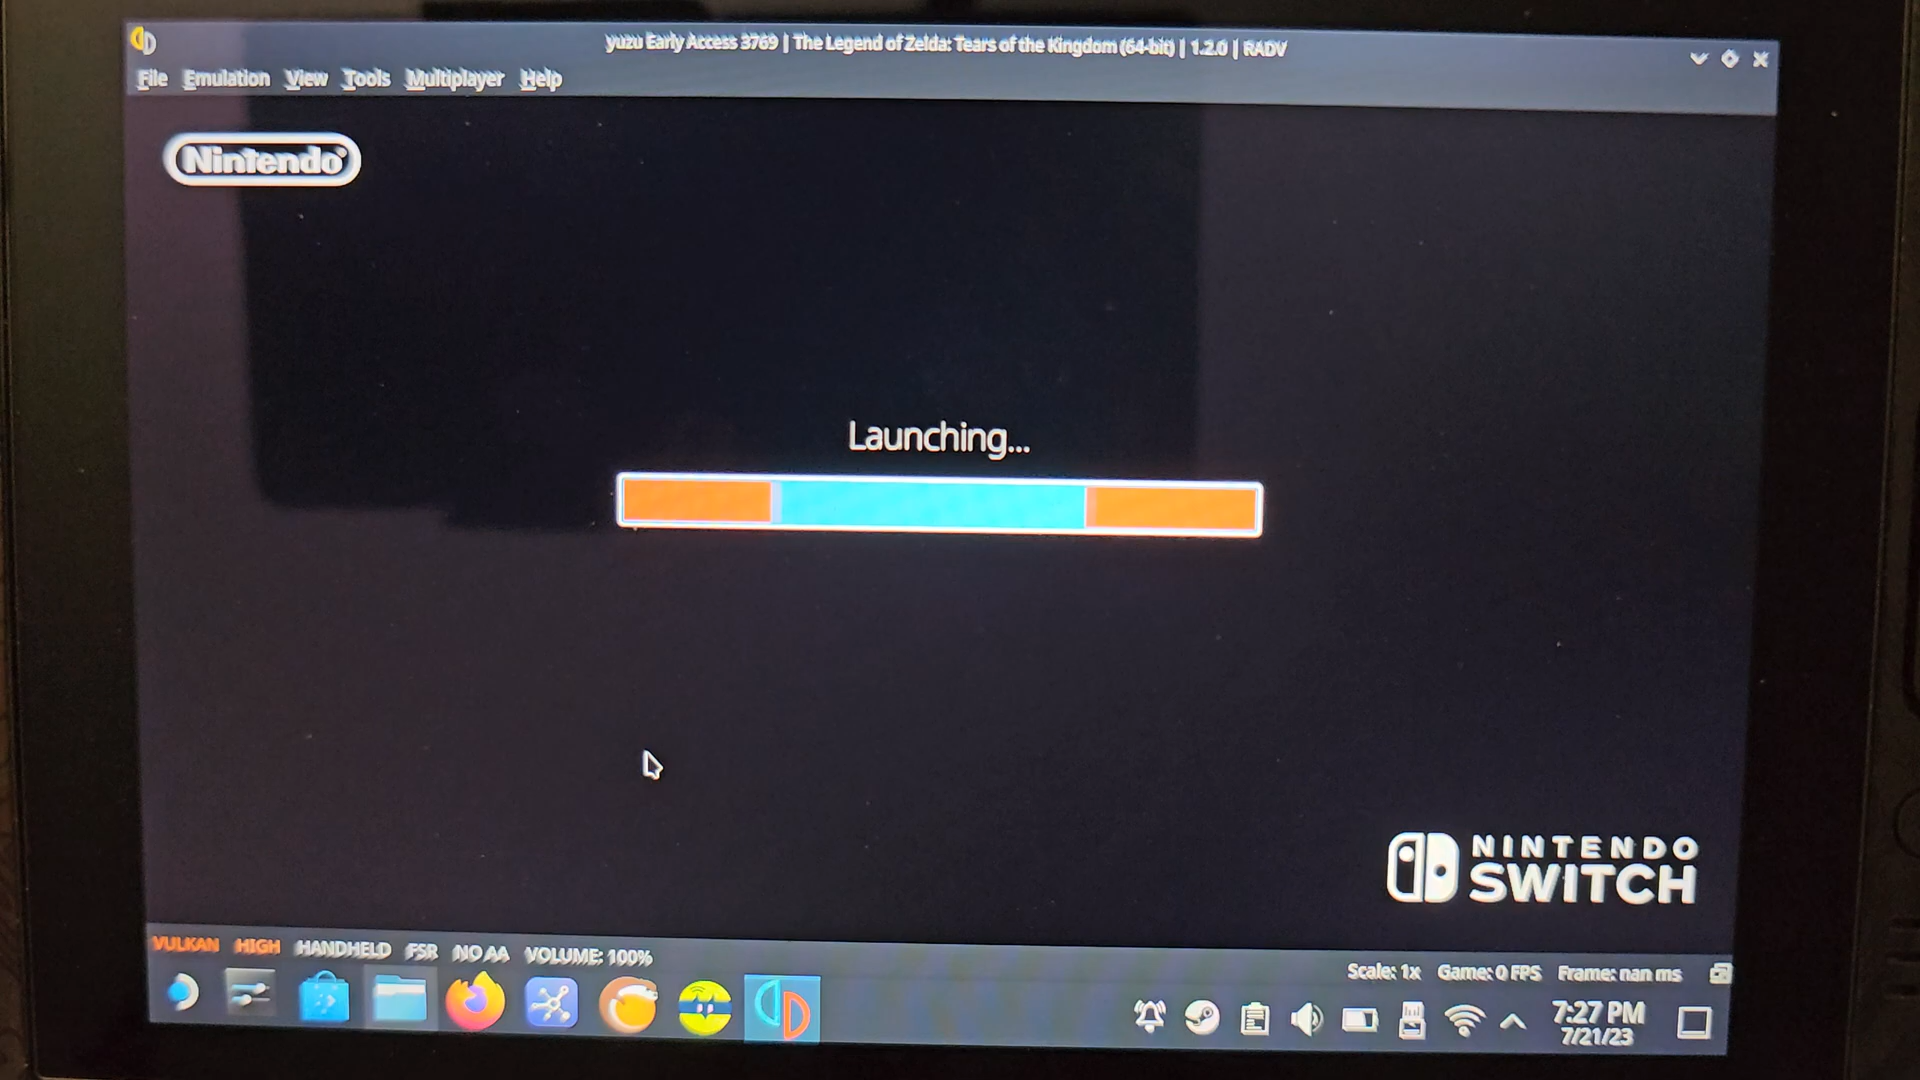 yuzu Early Access 3769 | The Legend of Zelda: Tears of the Kingdom (64-bit) | 1.2.0 | RADV
File Emulation View Tools Multiplayer Help
Nintendo
Launching...
NINTENDO
SWITCH
VULKAN HIGH HANDHELD FSR NO AA VOLUME: 100%
Scale: 1x Game: 0 FPS Frame: nan ms
7:27 PM
7/21/23